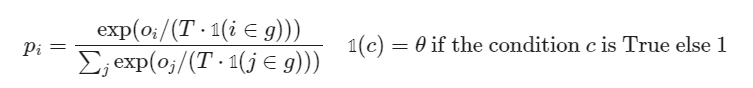 p_i = exp(o_i/(T · 𝟙(i ∈ g))) / ∑_j exp(o_j/(T · 𝟙(j ∈ g)))   𝟙(c) = θ if the condition c is True else 1